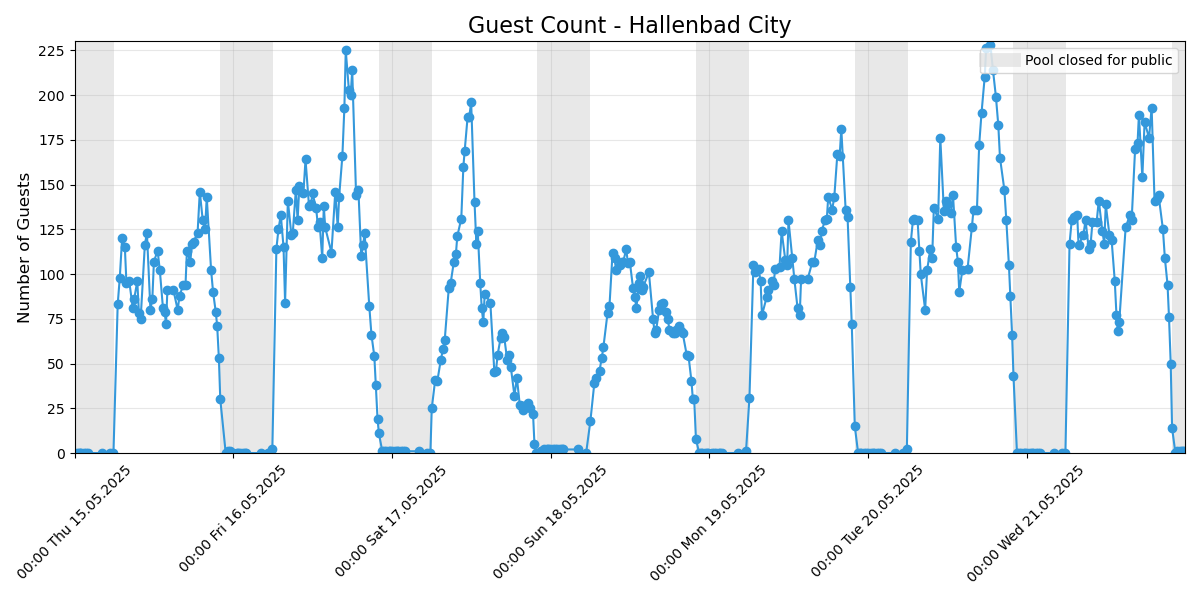 Guest Count - Hallenbad City
Pool closed for public
Number of Guests
225
200
175
150
125
100
75
50
25
0
00:00 Thu 15.05.2025
00:00 Fri 16.05.2025
00:00 Sat 17.05.2025
00:00 Sun 18.05.2025
00:00 Mon 19.05.2025
00:00 Tue 20.05.2025
00:00 Wed 21.05.2025